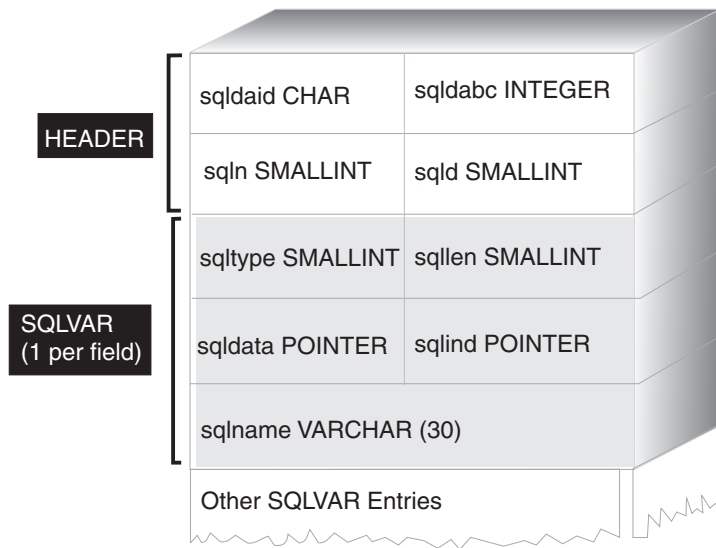 HEADER
sqldaid CHAR
sqldabc INTEGER
sqln SMALLINT
sqld SMALLINT
SQLVAR
(1 per field)
sqltype SMALLINT
sqllen SMALLINT
sqldata POINTER
sqlind POINTER
sqlname VARCHAR (30)
Other SQLVAR Entries